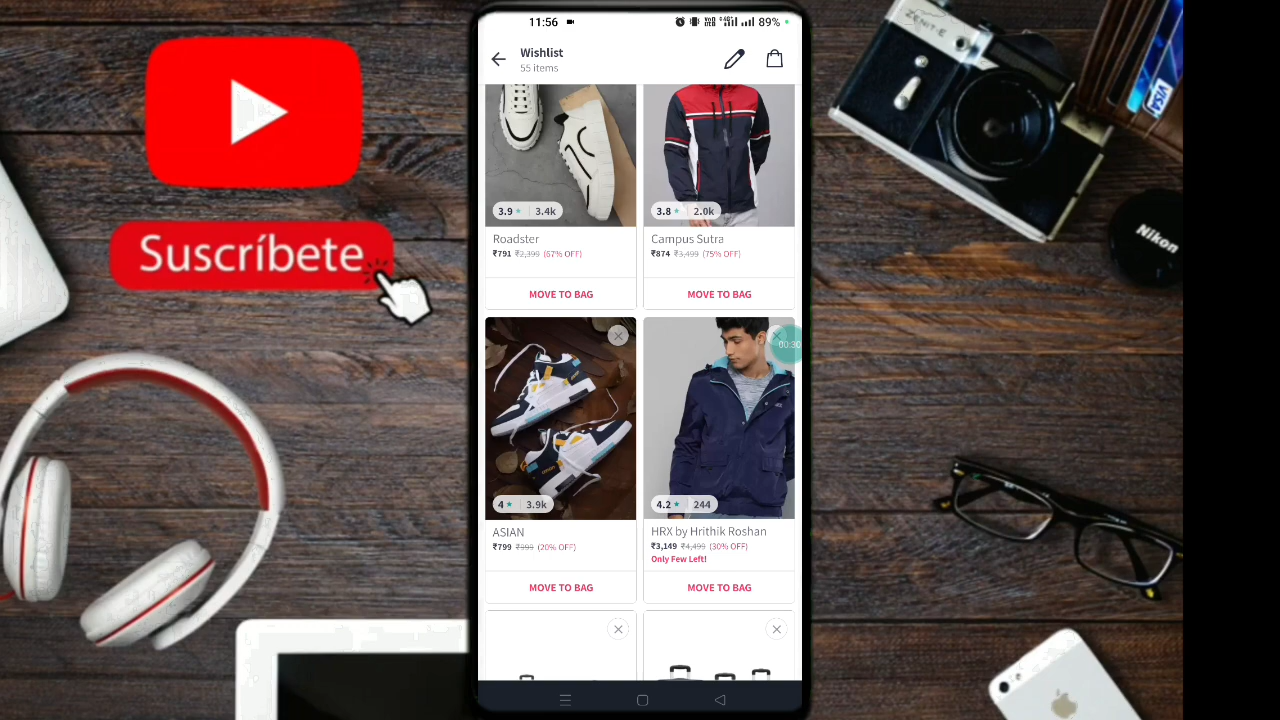 11:56
89%
Wishlist
55 items
3.9 ★ | 3.4k
3.8 ★ | 2.0k
Roadster
₹791 ₹2,399 (67% OFF)
Campus Sutra
₹874 ₹3,499 (75% OFF)
MOVE TO BAG
MOVE TO BAG
00:30
4 ★ | 3.9k
4.2 ★ | 244
ASIAN
₹799 ₹999 (20% OFF)
HRX by Hrithik Roshan
₹3,149 ₹4,499 (30% OFF)
Only Few Left!
MOVE TO BAG
MOVE TO BAG
Suscríbete
ZENIT-E
VISA
Nikon